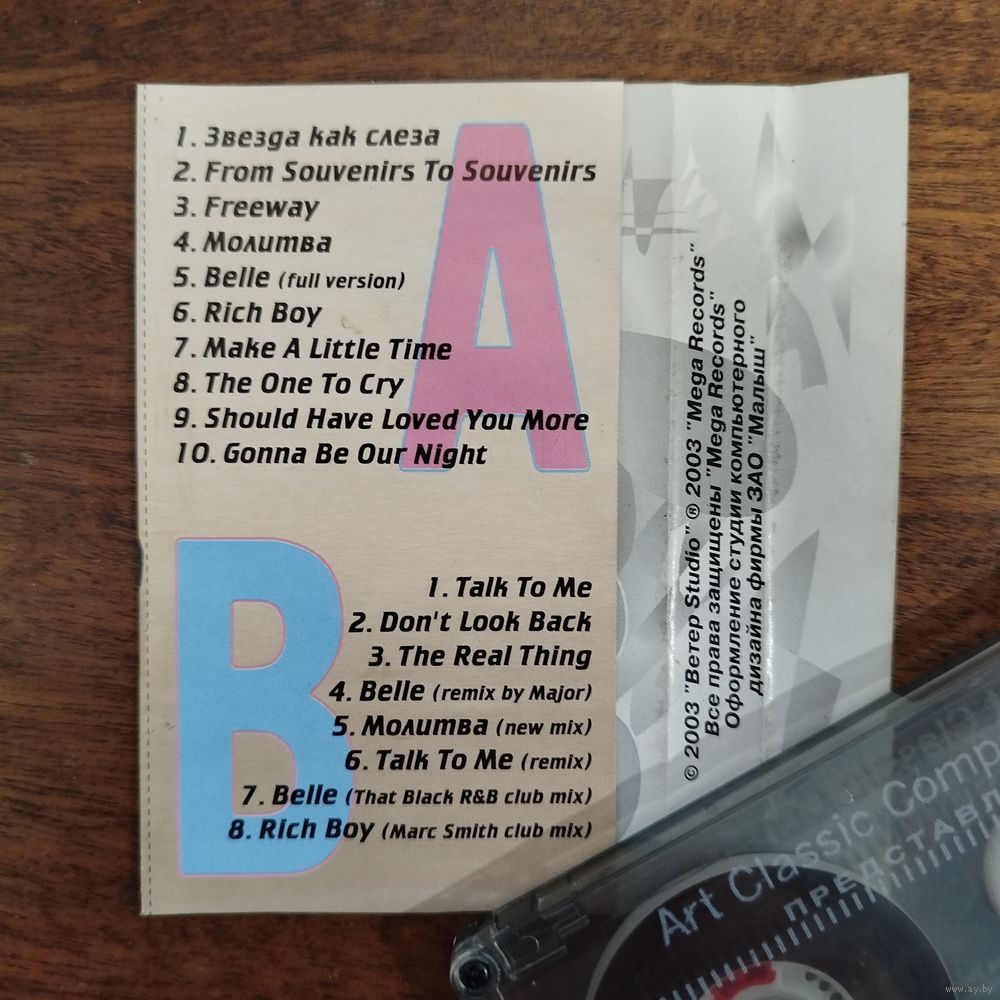 1. Звезда как слеза
2. From Souvenirs To Souvenirs
3. Freeway
4. Молитва
5. Belle (full version)
6. Rich Boy
7. Make A Little Time
8. The One To Cry
9. Should Have Loved You More
10. Gonna Be Our Night
A
B
1. Talk To Me
2. Don't Look Back
3. The Real Thing
4. Belle (remix by Major)
5. Молитва (new mix)
6. Talk To Me (remix)
7. Belle (That Black R&B club mix)
8. Rich Boy (Marc Smith club mix)
© 2003 "Ветер Studio" ® 2003 "Mega Records"
Все права защищены "Mega Records"
Оформление студии компьютерного
дизайна фирмы ЗАО "Малыш"
Art Classic Comp
ПРЕДСТАВЛ
www.ay.by